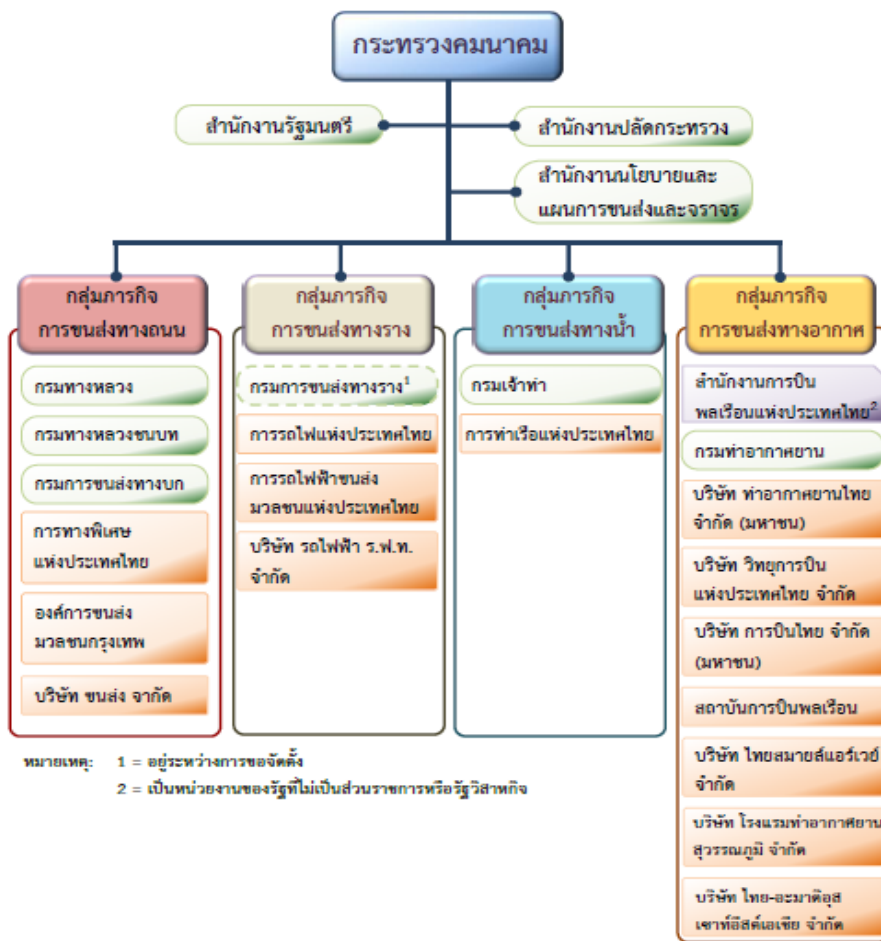 กระทรวงคมนาคม
สำนักงานรัฐมนตรี
สำนักงานปลัดกระทรวง
สำนักงานนโยบายและ
แผนการขนส่งและจราจร
กลุ่มภารกิจ
การขนส่งทางถนน
กรมทางหลวง
กรมทางหลวงชนบท
กรมการขนส่งทางบก
การทางพิเศษ
แห่งประเทศไทย
องค์การขนส่ง
มวลชนกรุงเทพ
บริษัท ขนส่ง จากัด
กลุ่มภารกิจ
การขนส่งทางราง
กรมการขนส่งทางราง¹
การรถไฟแห่งประเทศไทย
การรถไฟฟ้าขนส่ง
มวลชนแห่งประเทศไทย
บริษัท รถไฟฟ้า ร.ฟ.ท.
จำกัด
กลุ่มภารกิจ
การขนส่งทางน้ำ
กรมเจ้าท่า
การท่าเรือแห่งประเทศไทย
กลุ่มภารกิจ
การขนส่งทางอากาศ
สำนักงานการบิน
พลเรือนแห่งประเทศไทย²
กรมท่าอากาศยาน
บริษัท ท่าอากาศยานไทย
จำกัด (มหาชน)
บริษัท วิทยุการบิน
แห่งประเทศไทย จำกัด
บริษัท การบินไทย จำกัด
(มหาชน)
สถาบันการบินพลเรือน
บริษัท ไทยสมายล์แอร์เวย์
จำกัด
บริษัท โรงแรมท่าอากาศยาน
สุวรรณภูมิ จำกัด
บริษัท ไทย-อะมาดิอุส
เซาท์อีสต์เอเชีย จำกัด
หมายเหตุ: 1 = อยู่ระหว่างการขอจัดตั้ง
2 = เป็นหน่วยงานของรัฐที่ไม่เป็นส่วนราชการหรือรัฐวิสาหกิจ